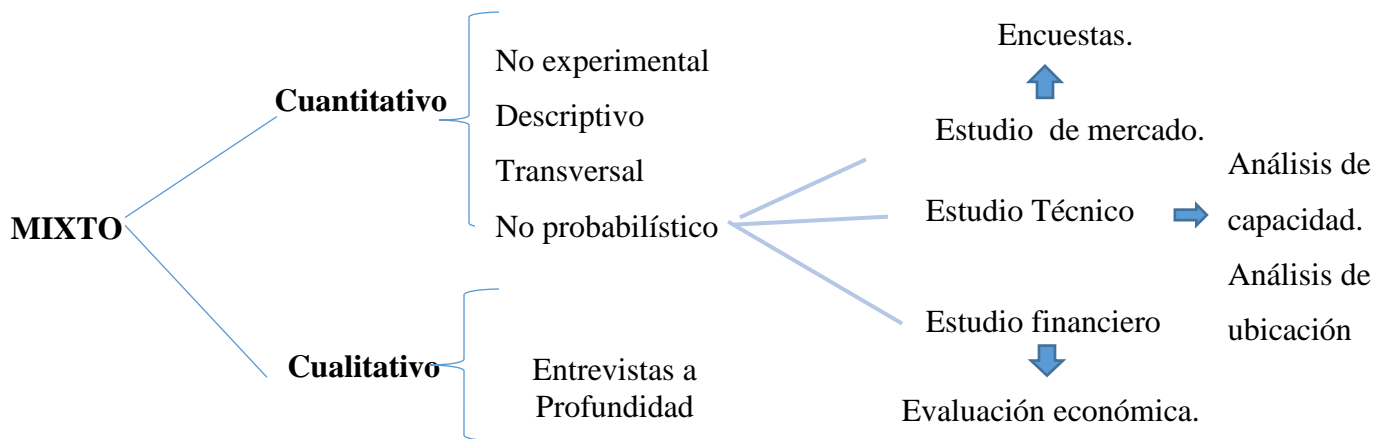 MIXTO
Cuantitativo
No experimental
Descriptivo
Transversal
No probabilístico
Encuestas.
Estudio de mercado.
Estudio Técnico
Análisis de
capacidad.
Análisis de
ubicación
Estudio financiero
Evaluación económica.
Cualitativo
Entrevistas a
Profundidad